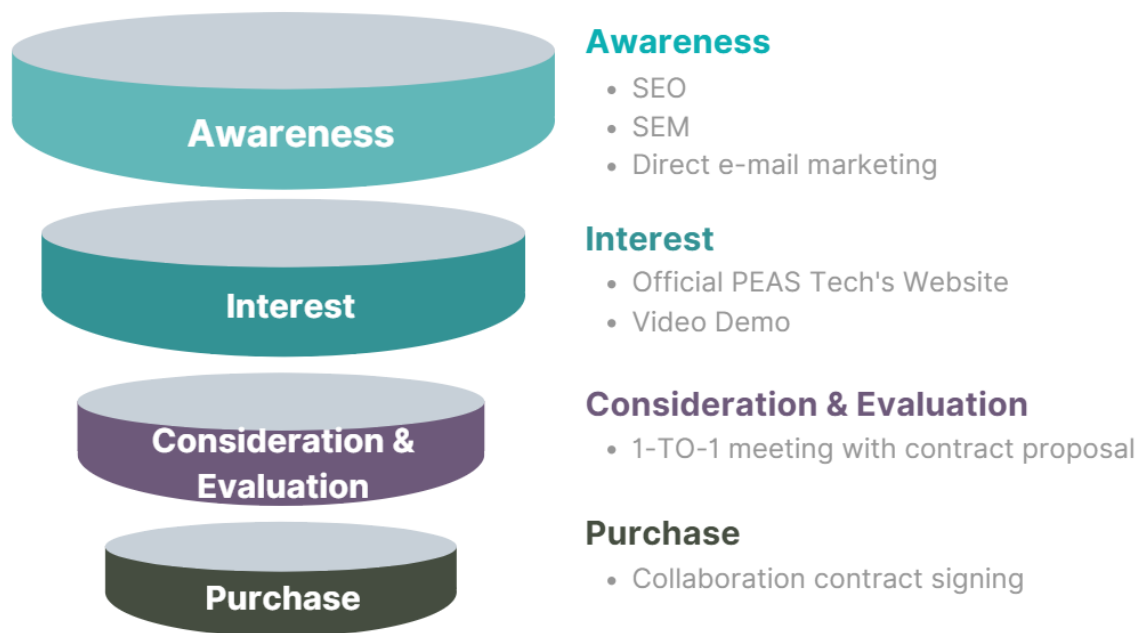 Awareness
Awareness
• SEO
• SEM
• Direct e-mail marketing
Interest
Interest
• Official PEAS Tech's Website
• Video Demo
Consideration &
Evaluation
Consideration & Evaluation
• 1-TO-1 meeting with contract proposal
Purchase
Purchase
• Collaboration contract signing